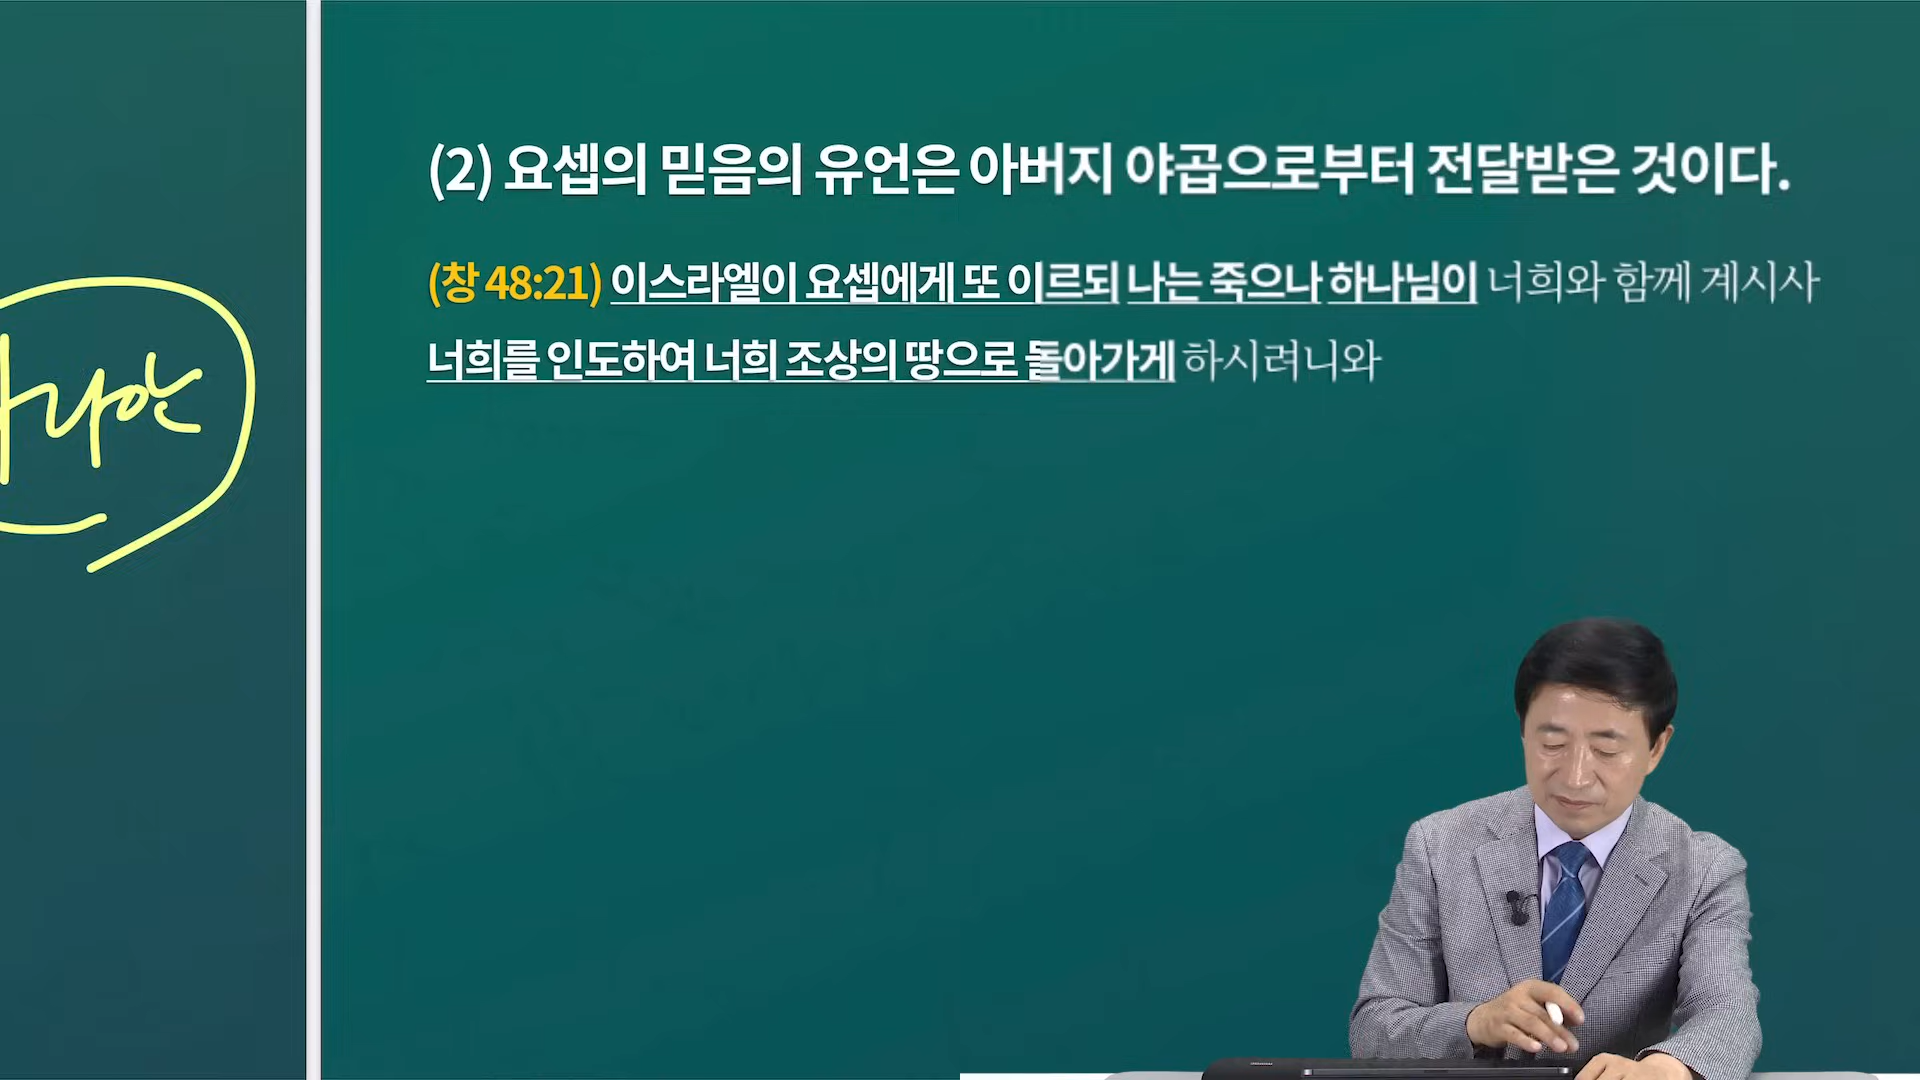 (2) 요셉의 믿음의 유언은 아버지 야곱으로부터 전달받은 것이다.
(창 48:21) 이스라엘이 요셉에게 또 이르되 나는 죽으나 하나님이 너희와 함께 계시사
너희를 인도하여 너희 조상의 땅으로 돌아가게 하시려니와
나안